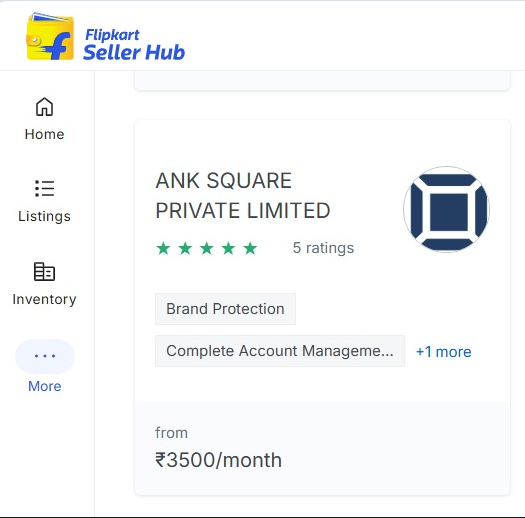 Flipkart
Seller Hub
Home
Listings
Inventory
More
ANK SQUARE
PRIVATE LIMITED
5 ratings
Brand Protection
Complete Account Manageme...
+1 more
from
₹3500/month